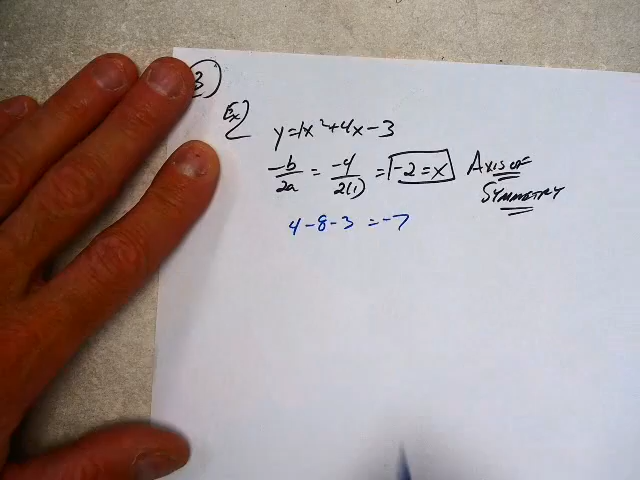 3
Ex
y=1x²+4x-3
-b/2a = -4/2(1) = -2=x AXIS OF
SYMMETRY
4-8-3 =-7